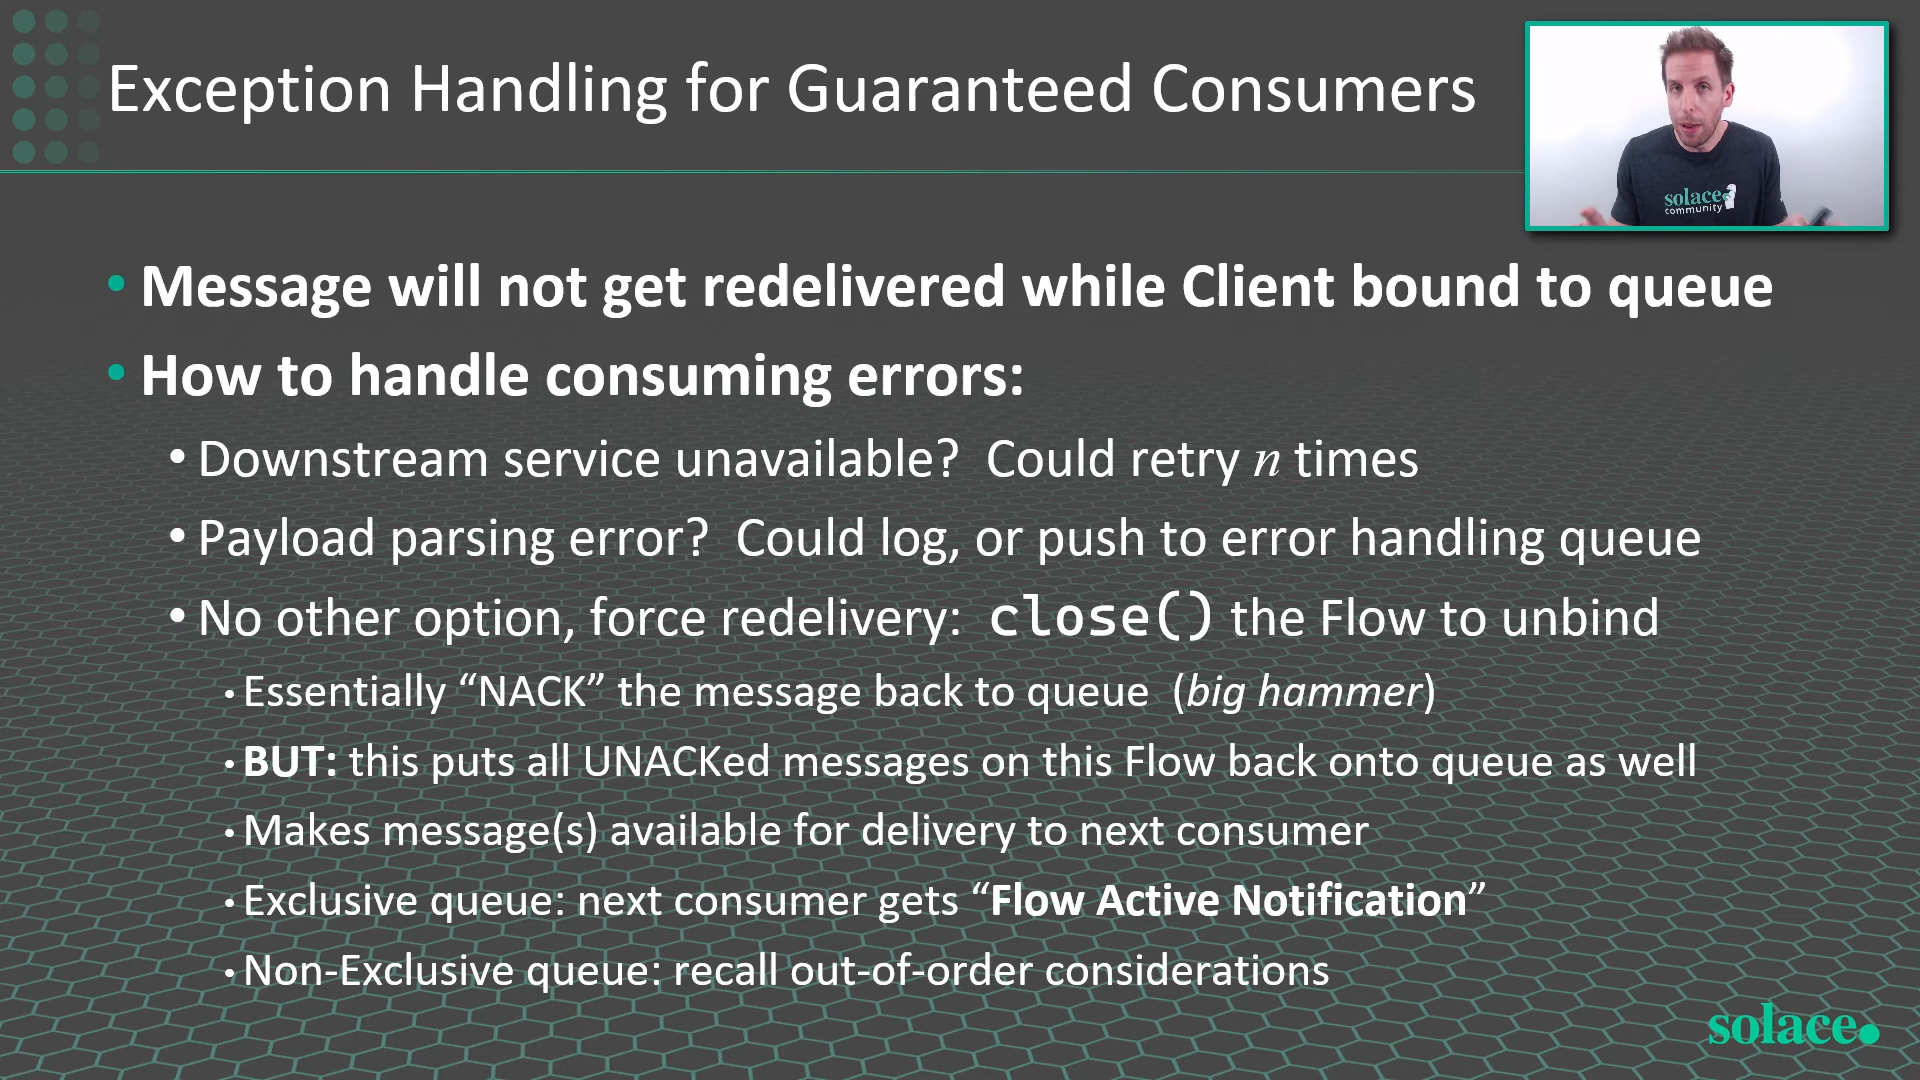 Exception Handling for Guaranteed Consumers
solace
community
• Message will not get redelivered while Client bound to queue
• How to handle consuming errors:
• Downstream service unavailable?  Could retry n times
• Payload parsing error?  Could log, or push to error handling queue
• No other option, force redelivery:  close() the Flow to unbind
• Essentially “NACK” the message back to queue  (big hammer)
• BUT: this puts all UNACKed messages on this Flow back onto queue as well
• Makes message(s) available for delivery to next consumer
• Exclusive queue: next consumer gets “Flow Active Notification”
• Non-Exclusive queue: recall out-of-order considerations
solace.